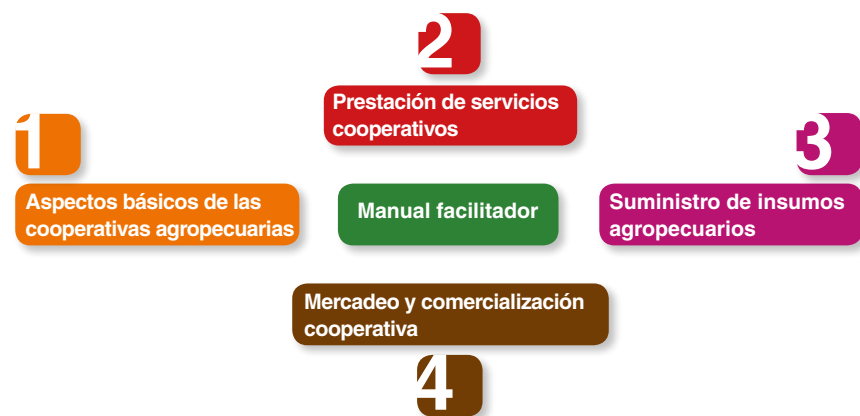 2
Prestación de servicios
cooperativos
1
Aspectos básicos de las
cooperativas agropecuarias
Manual facilitador
3
Suministro de insumos
agropecuarios
Mercadeo y comercialización
cooperativa
4